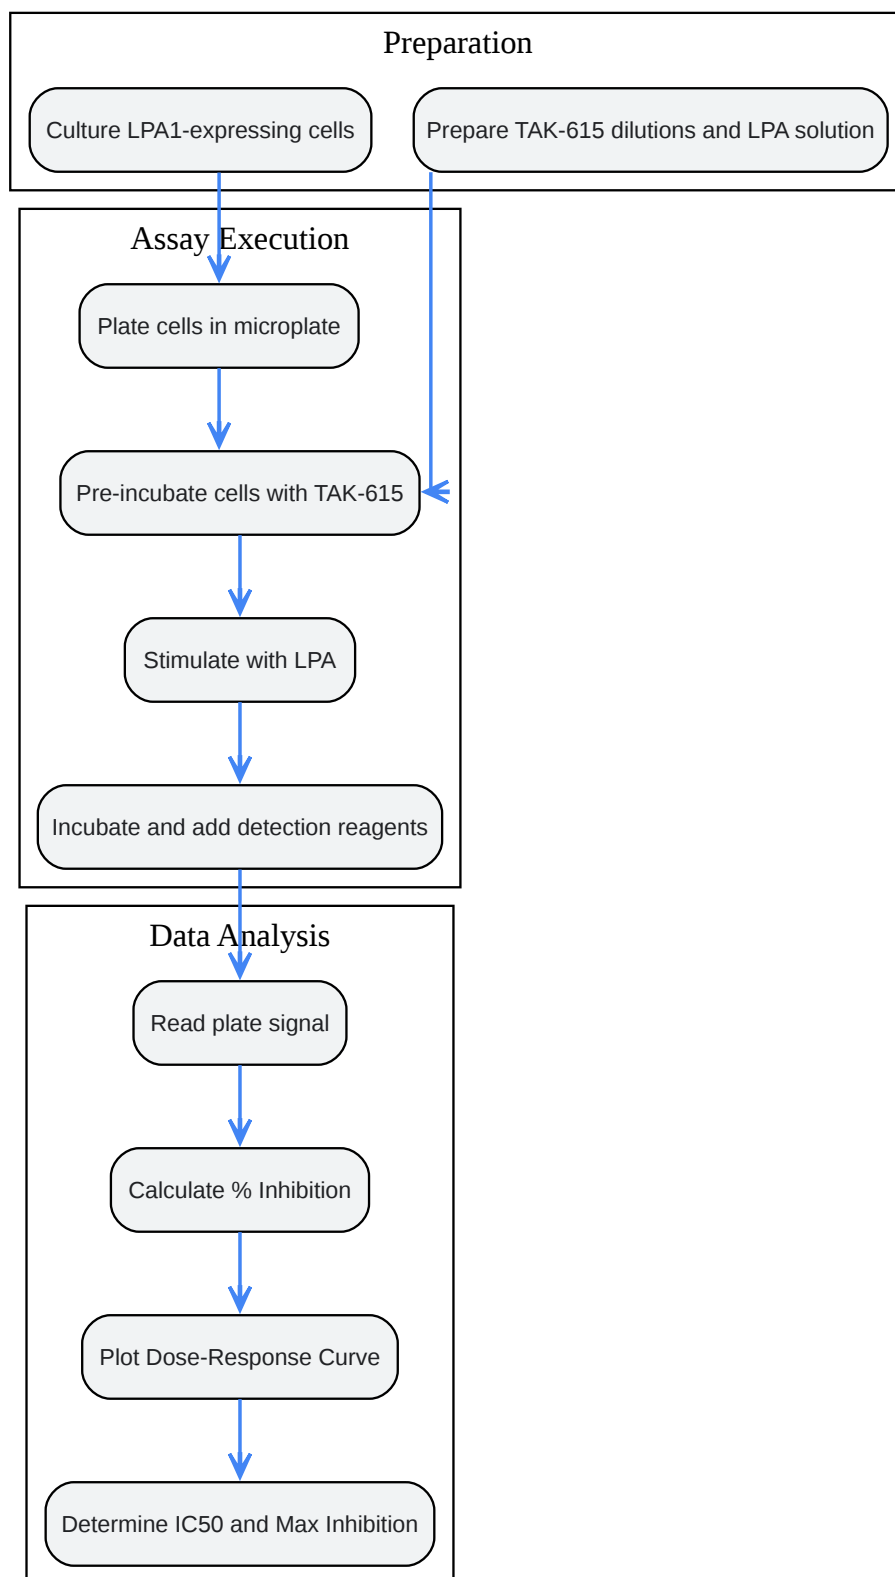 Preparation
Culture LPA1-expressing cells
Prepare TAK-615 dilutions and LPA solution
Assay Execution
Plate cells in microplate
Pre-incubate cells with TAK-615
Stimulate with LPA
Incubate and add detection reagents
Data Analysis
Read plate signal
Calculate % Inhibition
Plot Dose-Response Curve
Determine IC50 and Max Inhibition